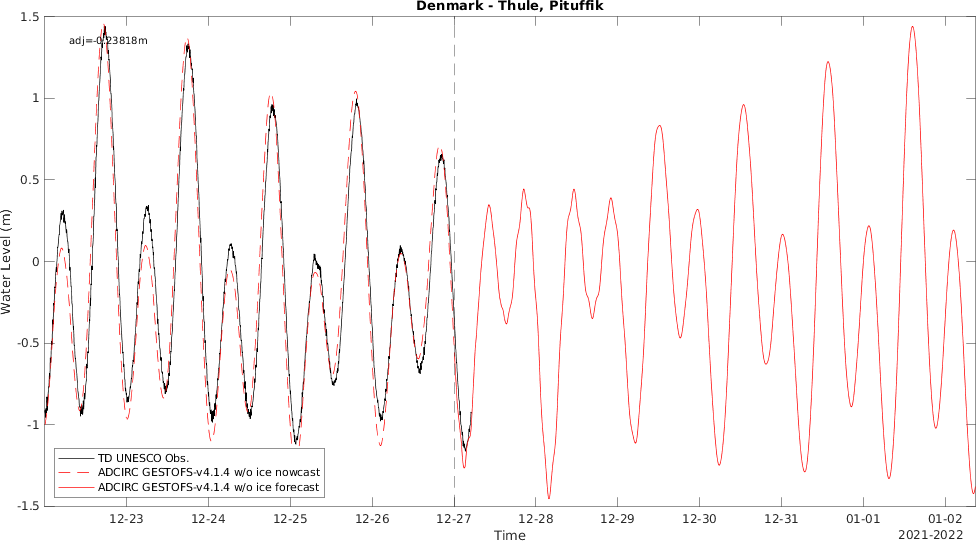 Denmark - Thule, Pituffik
adj=-0.23818m
Water Level (m)
1.5
1
0.5
0
-0.5
-1
-1.5
TD UNESCO Obs.
ADCIRC GESTOFS-v4.1.4 w/o ice nowcast
ADCIRC GESTOFS-v4.1.4 w/o ice forecast
12-23 12-24 12-25 12-26 12-27 12-28 12-29 12-30 12-31 01-01 01-02
Time
2021-2022